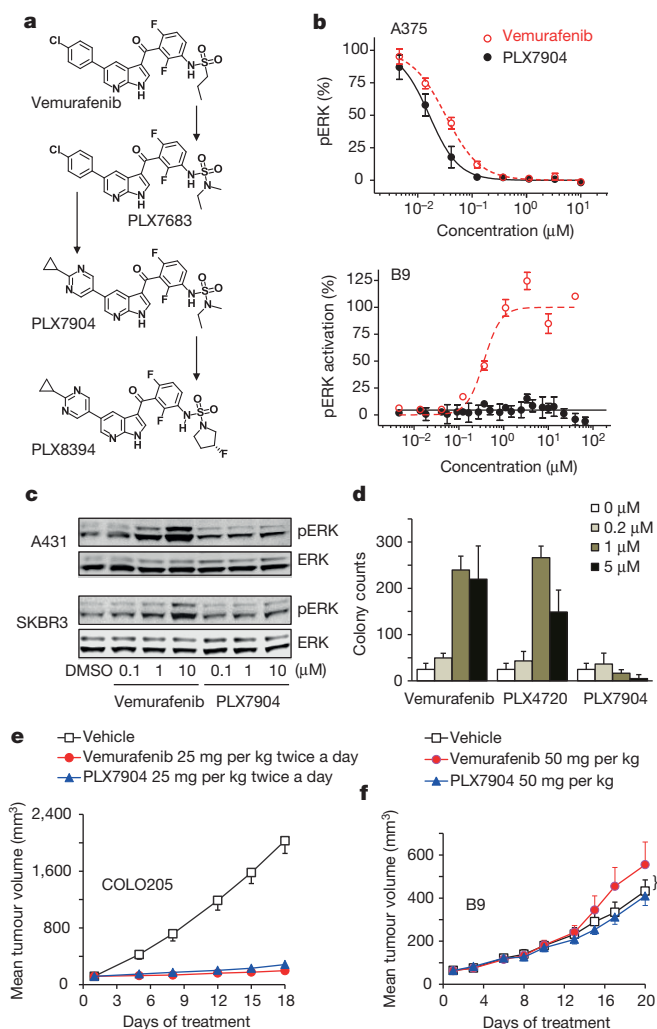 a
Cl
F
O
O
O
S
N
H
F
N
N
H
Vemurafenib
Cl
F
O
O
O
S
N
H
N
F
N
N
H
PLX7683
F
O
O
O
S
N
H
N
F
N
N
N
N
H
PLX7904
F
O
O
O
S
N
H
N
F
N
N
N
N
H
F
PLX8394
b
A375
Vemurafenib
PLX7904
pERK (%)
100
75
50
25
0
10⁻² 10⁻¹ 10⁰ 10¹
Concentration (μM)
B9
pERK activation (%)
125
100
75
50
25
0
10⁻² 10⁻¹ 10⁰ 10¹ 10²
Concentration (μM)
c
A431
pERK
ERK
SKBR3
pERK
ERK
DMSO 0.1 1 10 0.1 1 10 (μM)
Vemurafenib PLX7904
d
0 μM
0.2 μM
1 μM
5 μM
Colony counts
300
200
100
0
Vemurafenib PLX4720 PLX7904
e
Vehicle
Vemurafenib 25 mg per kg twice a day
PLX7904 25 mg per kg twice a day
Mean tumour volume (mm³)
2,400
1,600
800
0
COLO205
0 3 6 9 12 15 18
Days of treatment
Vehicle
Vemurafenib 50 mg per kg
PLX7904 50 mg per kg
f
Mean tumour volume (mm³)
600
400
200
0
B9
}
0 4 8 12 16 20
Days of treatment